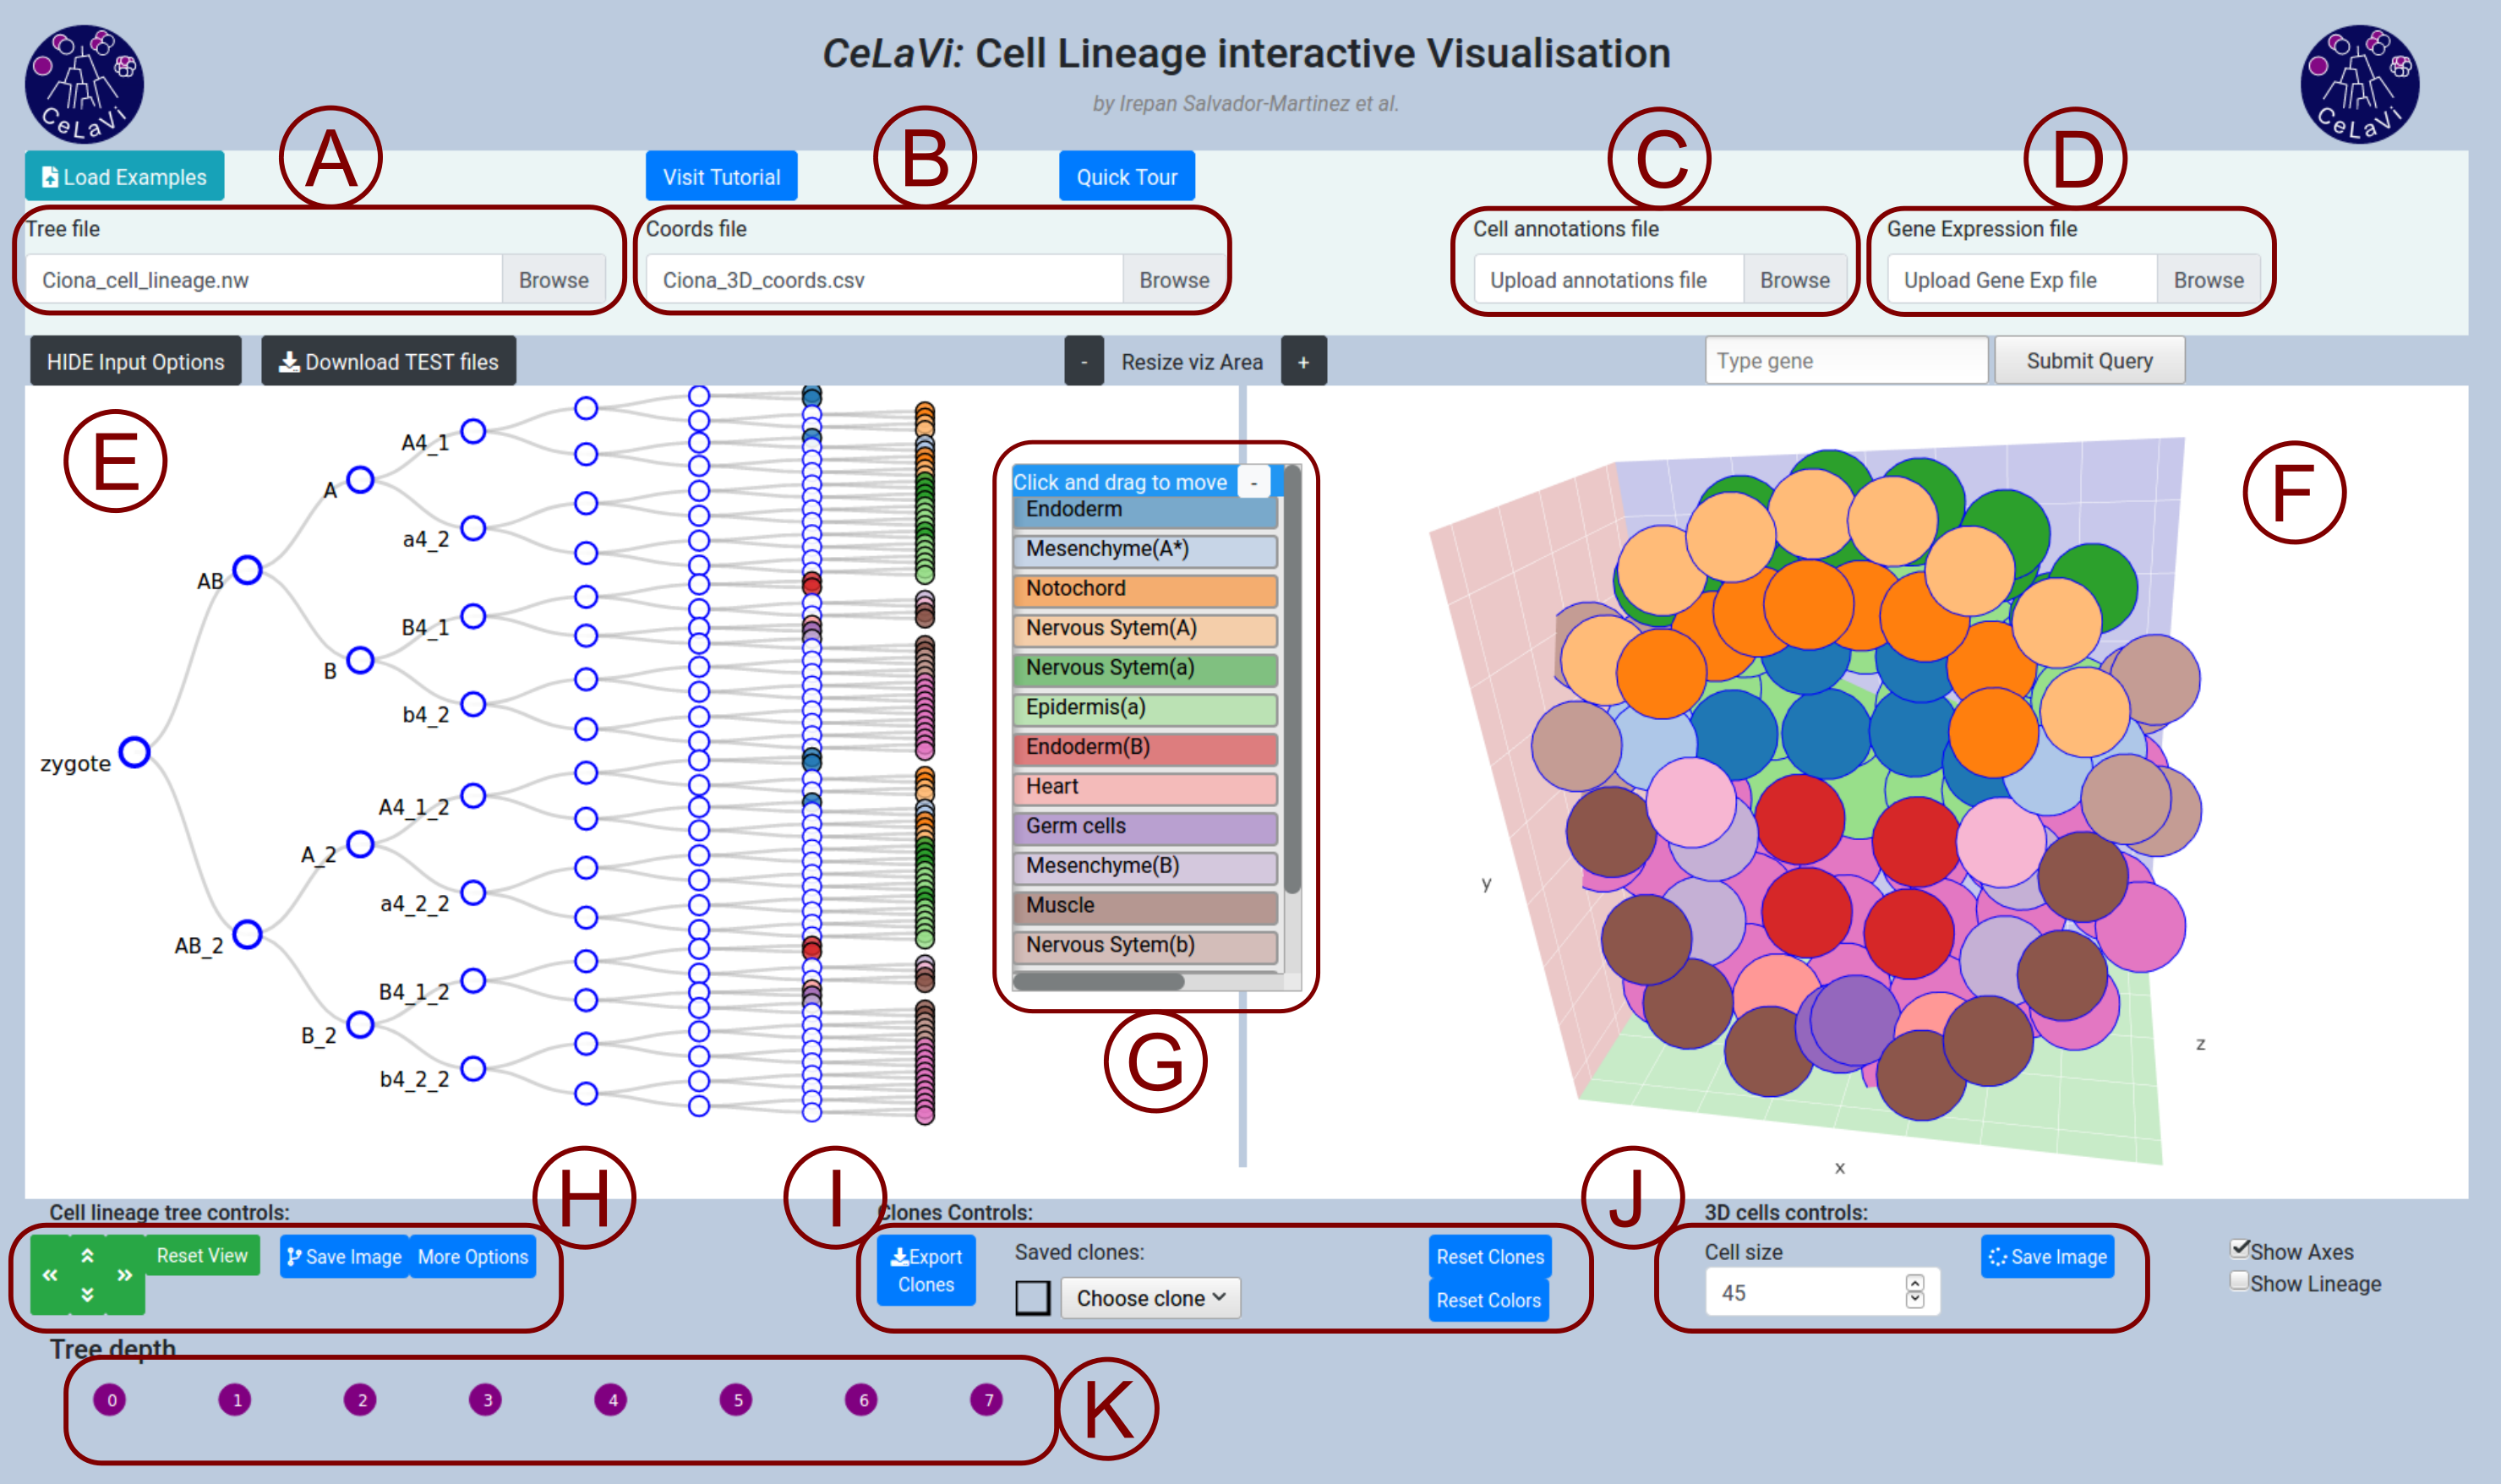 CeLaVi: Cell Lineage interactive Visualisation
by Irepan Salvador-Martinez et al.
CeLaVi
CeLaVi
A
B
C
D
Load Examples
Visit Tutorial
Quick Tour
Tree file
Coords file
Cell annotations file
Gene Expression file
Ciona_cell_lineage.nw Browse
Ciona_3D_coords.csv Browse
Upload annotations file Browse
Upload Gene Exp file Browse
HIDE Input Options
Download TEST files
- Resize viz Area +
Type gene
Submit Query
E
zygote
AB
AB_2
A
B
A_2
B_2
A4_1
a4_2
B4_1
b4_2
A4_1_2
a4_2_2
B4_1_2
b4_2_2
Click and drag to move -
Endoderm
Mesenchyme(A*)
Notochord
Nervous Sytem(A)
Nervous Sytem(a)
Epidermis(a)
Endoderm(B)
Heart
Germ cells
Mesenchyme(B)
Muscle
Nervous Sytem(b)
G
F
y
z
x
H
I
J
Cell lineage tree controls:
Reset View
Save Image
More Options
Clones Controls:
Export
Clones
Saved clones:
Choose clone
Reset Clones
Reset Colors
3D cells controls:
Cell size
45
Save Image
Show Axes
Show Lineage
Tree depth
0 1 2 3 4 5 6 7
K